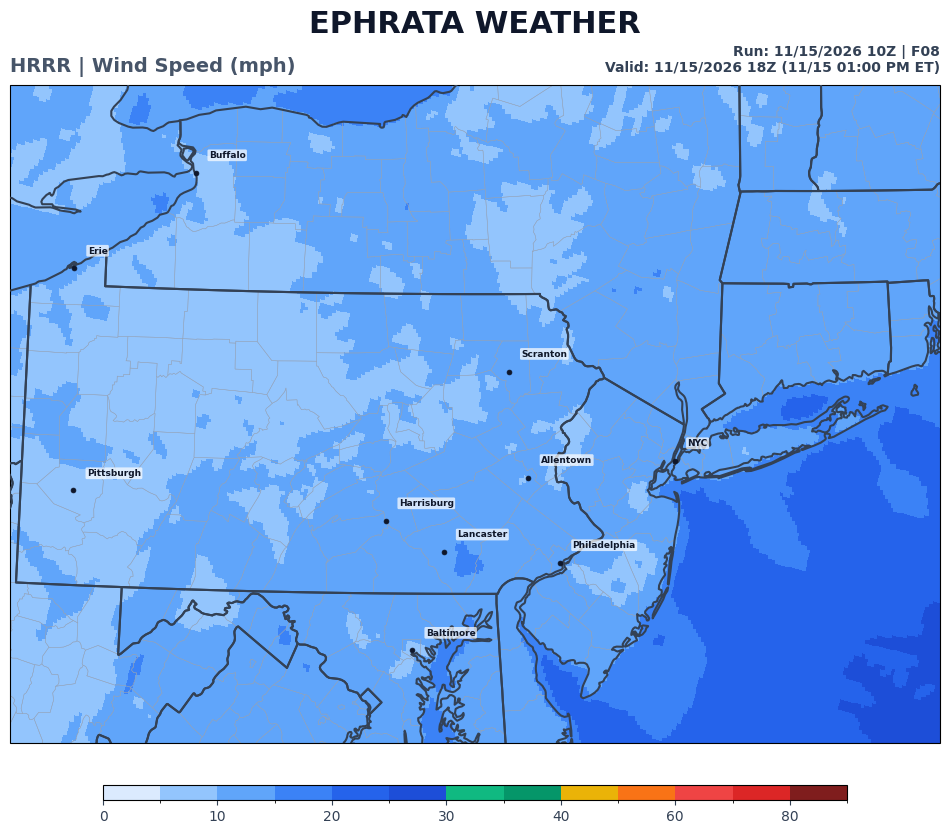 EPHRATA WEATHER
Run: 11/15/2026 10Z | F08
HRRR | Wind Speed (mph)
Valid: 11/15/2026 18Z (11/15 01:00 PM ET)
Buffalo
Erie
Scranton
NYC
Allentown
Pittsburgh
Harrisburg
Lancaster
Philadelphia
Baltimore
0 10 20 30 40 60 80